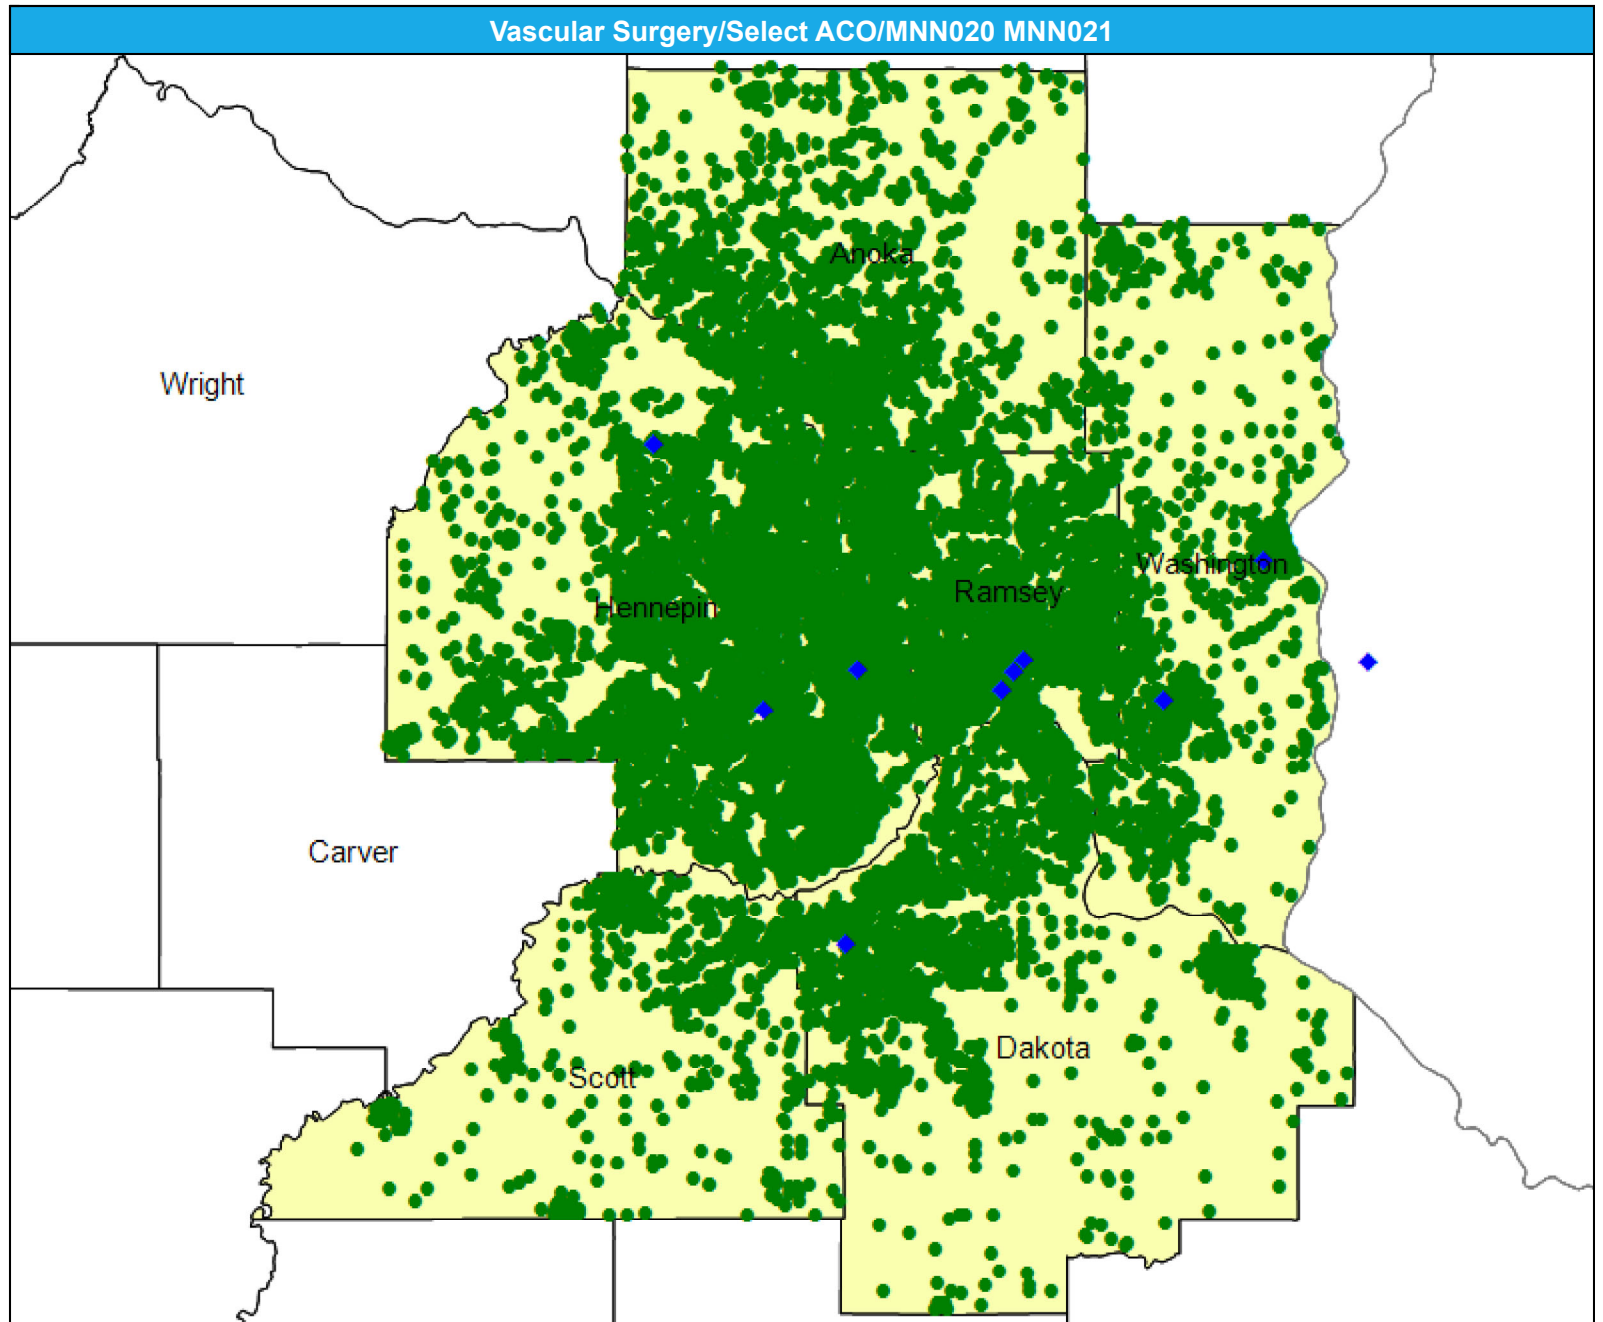 Vascular Surgery/Select ACO/MNN020 MNN021
Anoka
Wright
Washington
Ramsey
Hennepin
Carver
Dakota
Scott